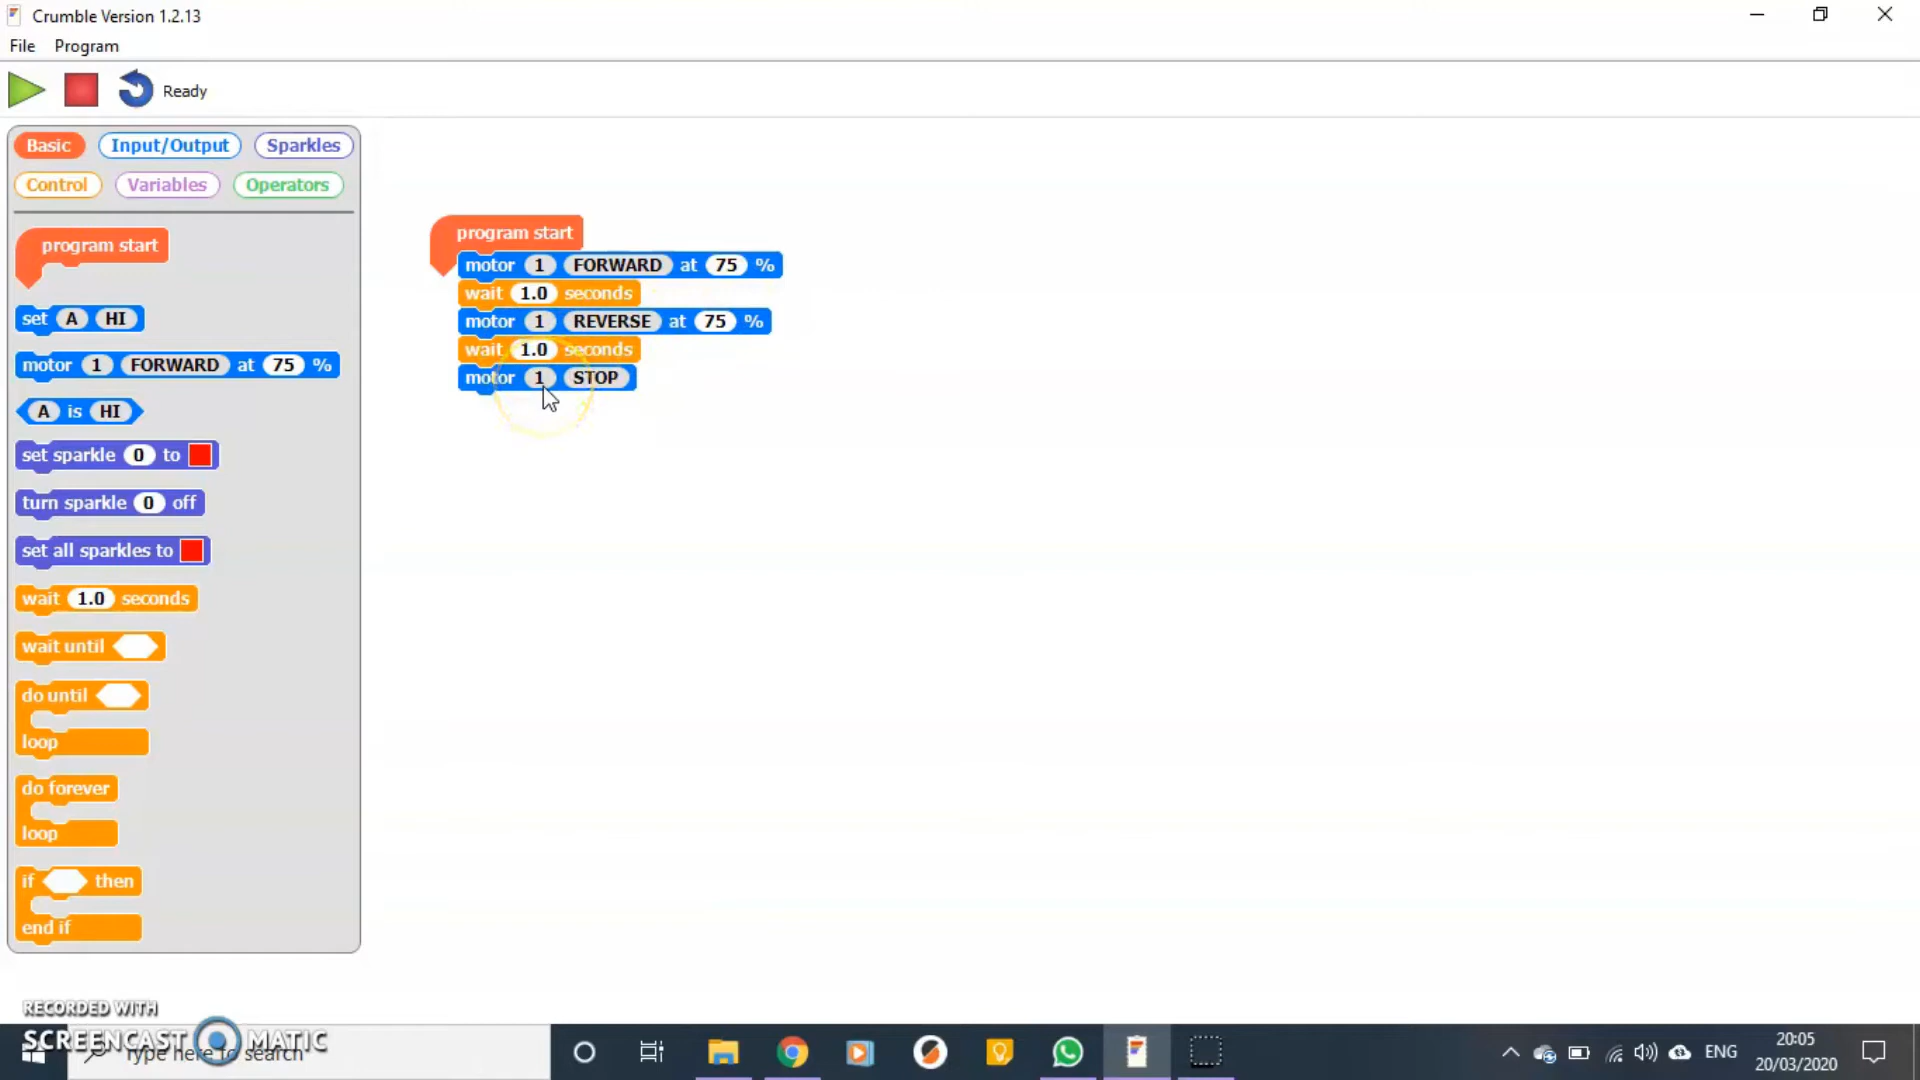 Crumble Version 1.2.13
File Program
Ready
Basic Input/Output Sparkles
Control Variables Operators
program start
set A HI
motor 1 FORWARD at 75 %
A is HI
set sparkle 0 to
turn sparkle 0 off
set all sparkles to
wait 1.0 seconds
wait until
do until
loop
do forever
loop
if then
end if
program start
motor 1 FORWARD at 75 %
wait 1.0 seconds
motor 1 REVERSE at 75 %
wait 1.0 seconds
motor 1 STOP
RECORDED WITH
SCREENCAST MATIC
Type here to search
ENG
20:05
20/03/2020